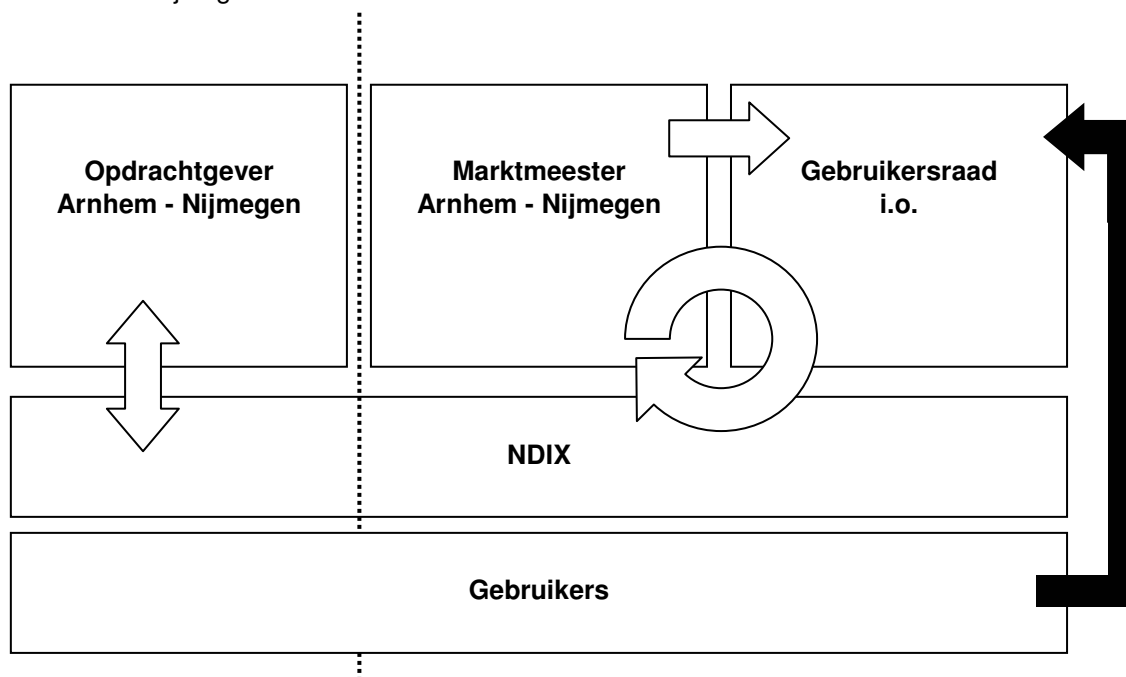 Opdrachtgever
Arnhem - Nijmegen
Marktmeester
Arnhem - Nijmegen
Gebruikersraad
i.o.
NDIX
Gebruikers